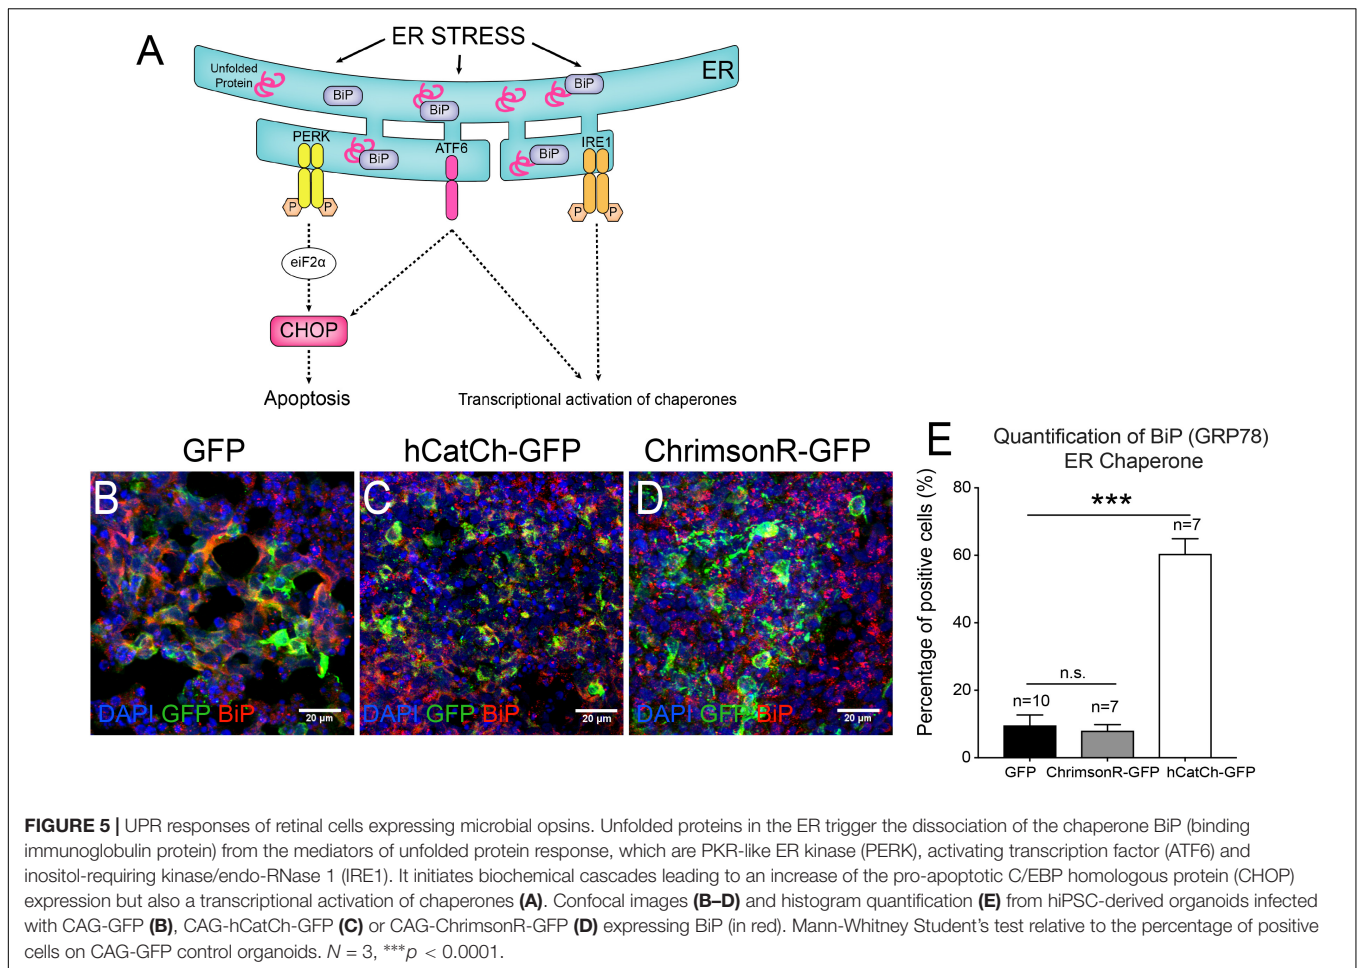 A
ER STRESS
Unfolded
Protein
BiP
BiP
BiP
ER
PERK
BiP
ATF6
BiP
IRE1
P
P
P
P
eiF2α
CHOP
Apoptosis
Transcriptional activation of chaperones
GFP
hCatCh-GFP
ChrimsonR-GFP
B
DAPI GFP BiP
20 µm
C
DAPI GFP BiP
20 µm
D
DAPI GFP BiP
20 µm
E
Quantification of BiP (GRP78)
ER Chaperone
Percentage of positive cells (%)
80
60
40
20
0
***
n=7
n.s.
n=10
n=7
GFP
ChrimsonR-GFP
hCatCh-GFP
FIGURE 5 | UPR responses of retinal cells expressing microbial opsins. Unfolded proteins in the ER trigger the dissociation of the chaperone BiP (binding
immunoglobulin protein) from the mediators of unfolded protein response, which are PKR-like ER kinase (PERK), activating transcription factor (ATF6) and
inositol-requiring kinase/endo-RNase 1 (IRE1). It initiates biochemical cascades leading to an increase of the pro-apoptotic C/EBP homologous protein (CHOP)
expression but also a transcriptional activation of chaperones (A). Confocal images (B–D) and histogram quantification (E) from hiPSC-derived organoids infected
with CAG-GFP (B), CAG-hCatCh-GFP (C) or CAG-ChrimsonR-GFP (D) expressing BiP (in red). Mann-Whitney Student's test relative to the percentage of positive
cells on CAG-GFP control organoids. N = 3, ***p < 0.0001.